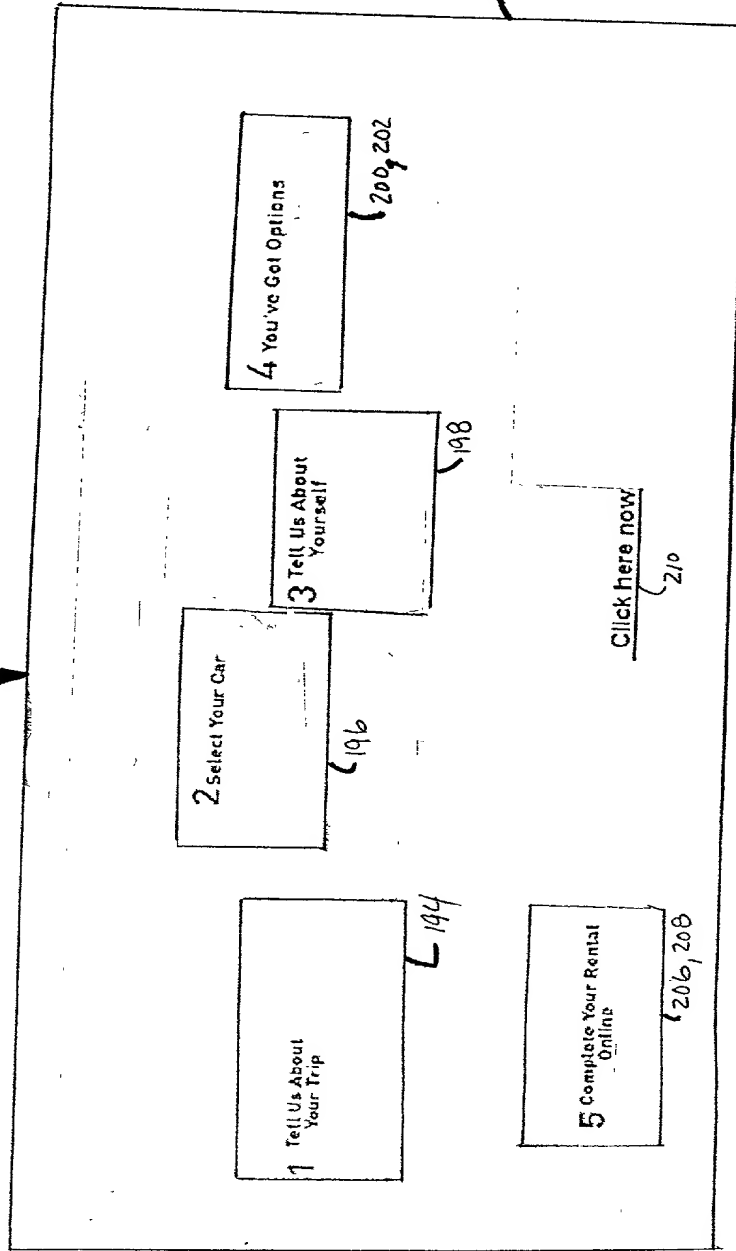 1 Tell Us About
Your Trip
194
2 Select Your Car
196
3 Tell Us About
Yourself
198
4 You've Got Options
200, 202
5 Complete Your Rental
Online
206, 208
Click here now
210